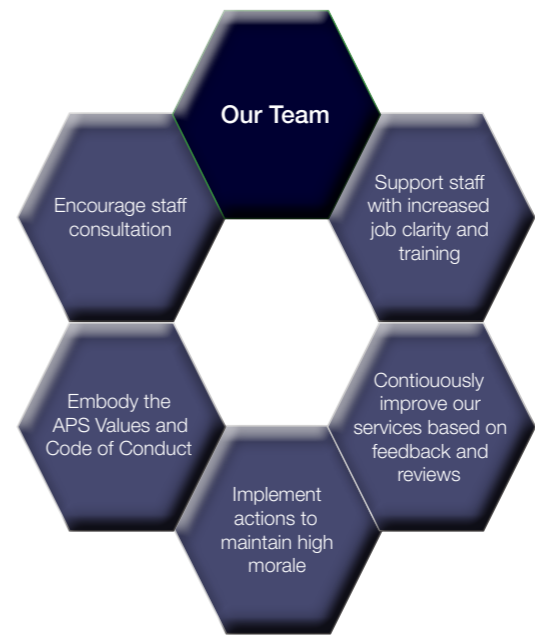 Our Team
Support staff
with increased
job clarity and
training
Contiouously
improve our
services based on
feedback and
reviews
Implement
actions to
maintain high
morale
Embody the
APS Values and
Code of Conduct
Encourage staff
consultation